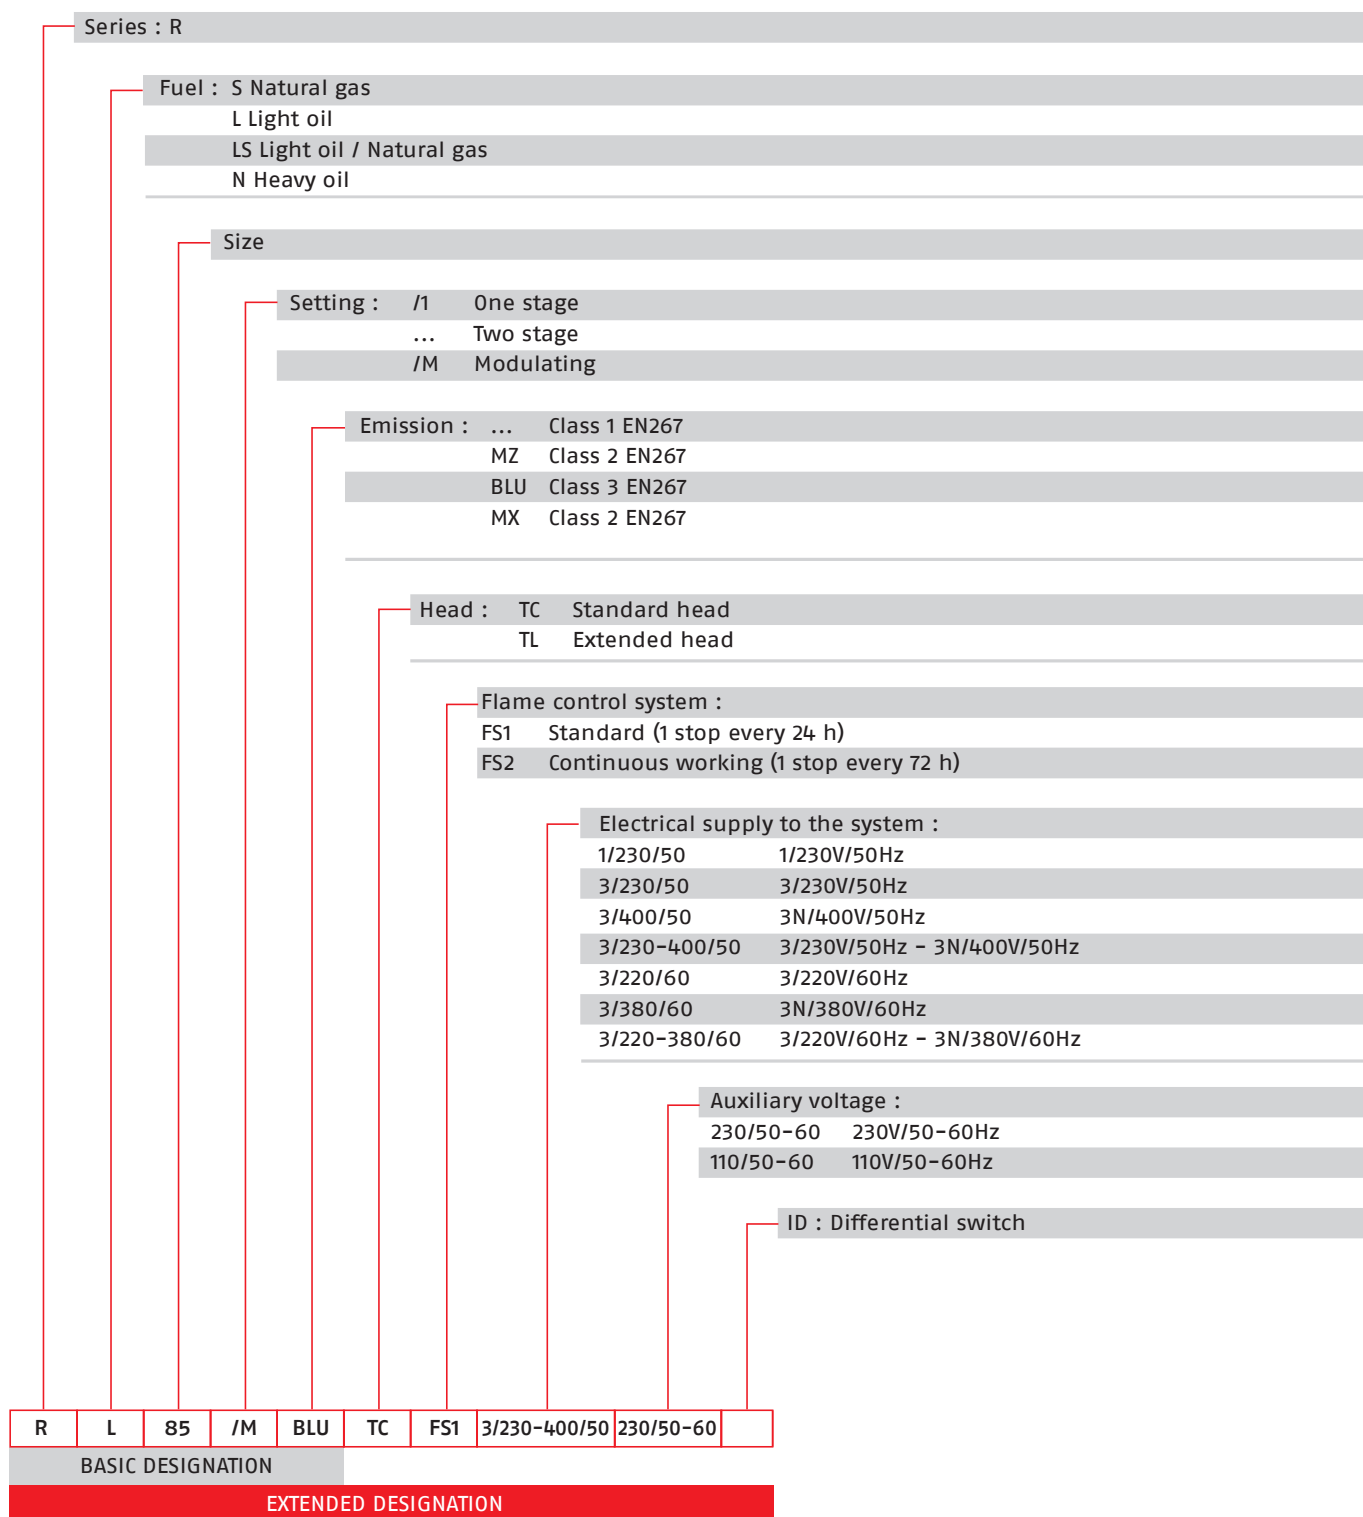 Series : R
Fuel : S Natural gas
L Light oil
LS Light oil / Natural gas
N Heavy oil
Size
Setting : /1 One stage
... Two stage
/M Modulating
Emission : ... Class 1 EN267
MZ Class 2 EN267
BLU Class 3 EN267
MX Class 2 EN267
Head : TC Standard head
TL Extended head
Flame control system :
FS1 Standard (1 stop every 24 h)
FS2 Continuous working (1 stop every 72 h)
Electrical supply to the system :
1/230/50 1/230V/50Hz
3/230/50 3/230V/50Hz
3/400/50 3N/400V/50Hz
3/230-400/50 3/230V/50Hz - 3N/400V/50Hz
3/220/60 3/220V/60Hz
3/380/60 3N/380V/60Hz
3/220-380/60 3/220V/60Hz - 3N/380V/60Hz
Auxiliary voltage :
230/50-60 230V/50-60Hz
110/50-60 110V/50-60Hz
ID : Differential switch
R L 85 /M BLU TC FS1 3/230-400/50 230/50-60
BASIC DESIGNATION
EXTENDED DESIGNATION